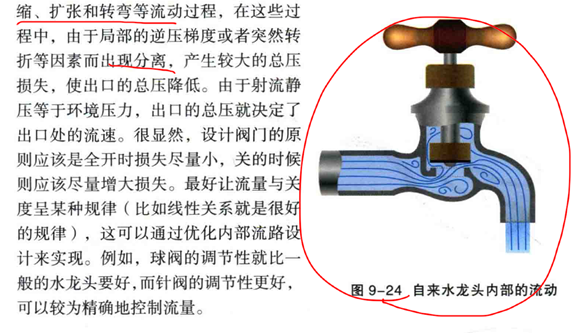 缩、扩张和转弯等流动过程，在这些过
程中，由于局部的逆压梯度或者突然转
折等因素而出现分离，产生较大的总压
损失，使出口的总压降低。由于射流静
压等于环境压力，出口的总压就决定了
出口处的流速。很显然，设计阀门的原
则应该是全开时损失尽量小，关的时候
则应该尽量增大损失。最好让流量与关
度呈某种规律（比如线性关系就是很好
的规律），这可以通过优化内部流路设
计来实现。例如，球阀的调节性就比一
般的水龙头要好，而针阀的调节性更好，
可以较为精确地控制流量。
图 9-24 自来水龙头内部的流动